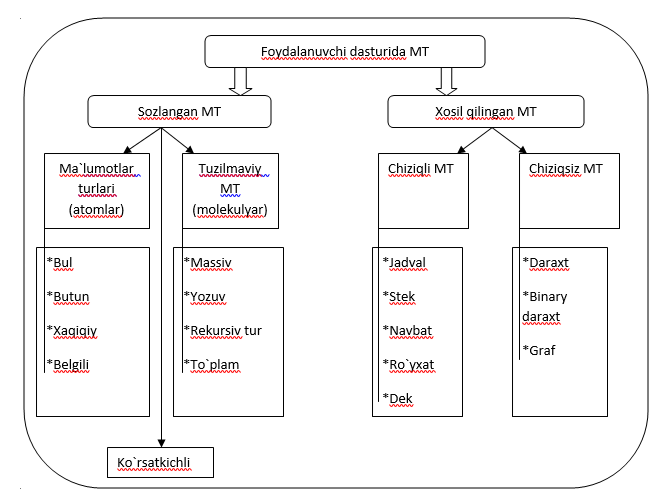 Foydalanuvchi dasturida MT
Sozlangan MT
Xosil qilingan MT
Ma`lumotlar
turlari
(atomlar)
Tuzilmaviy
MT
(molekulyar)
Chiziqli MT
Chiziqsiz MT
*Bul
*Butun
*Xaqiqiy
*Belgili
*Massiv
*Yozuv
*Rekursiv tur
*To`plam
*Jadval
*Stek
*Navbat
*Ro`yxat
*Dek
*Daraxt
*Binary
daraxt
*Graf
Ko`rsatkichli